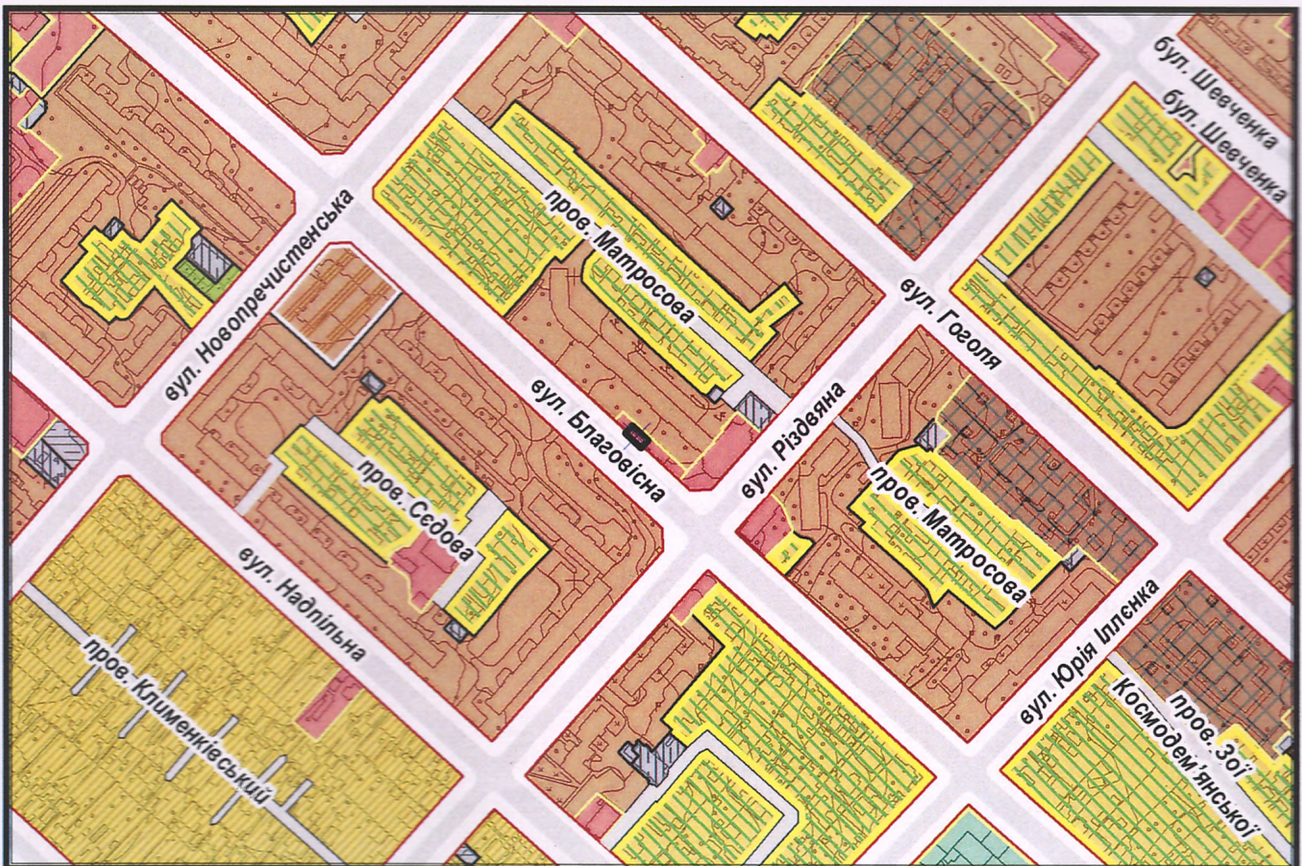 бул. Шевченка
бул. Шевченка
вул. Новопречистенська
пров. Матросова
вул. Гоголя
вул. Благовісна
вул. Різдвяна
пров. Сєдова
пров. Матросова
вул. Надпільна
вул. Юрія Іллєнка
пров. Клименківський
пров. Зої
Космодем'янської